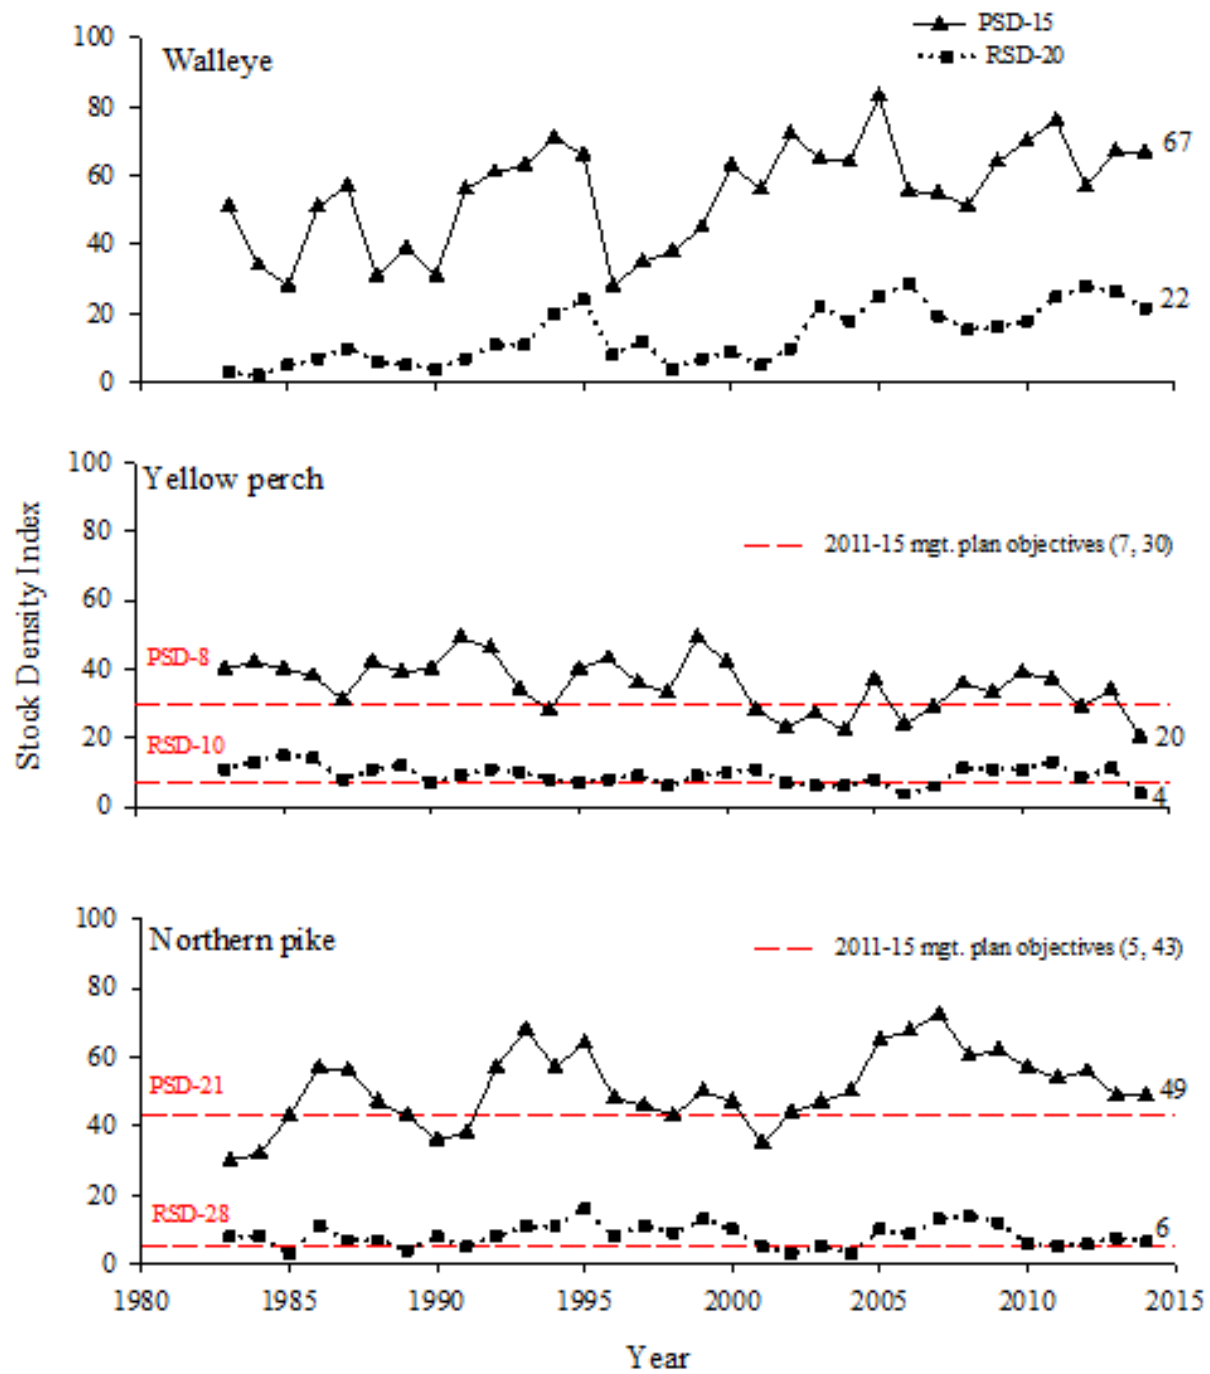 PSD-15
RSD-20
Walleye
100
80
60
40
20
0
67
22
Stock Density Index
Yellow perch
100
80
60
40
20
0
2011-15 mgt. plan objectives (7, 30)
PSD-8
RSD-10
20
4
Northern pike
100
80
60
40
20
0
2011-15 mgt. plan objectives (5, 43)
PSD-21
RSD-28
49
6
1980 1985 1990 1995 2000 2005 2010 2015
Year